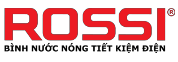 ROSSI®
BÌNH NƯỚC NÓNG TIẾT KIỆM ĐIỆN